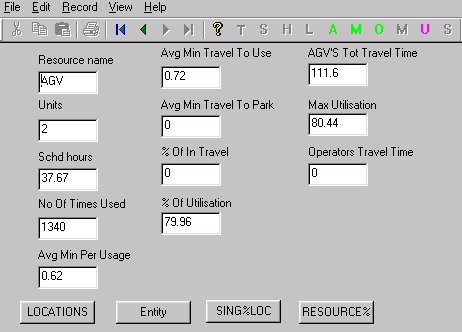 File Edit Record View Help
? T S H L A M O M U S
Resource name
AGV
Units
2
Schd hours
37.67
No Of Times Used
1340
Avg Min Per Usage
0.62
Avg Min Travel To Use
0.72
Avg Min Travel To Park
0
% Of In Travel
0
% Of Utilisation
79.96
AGV'S Tot Travel Time
111.6
Max Utilisation
80.44
Operators Travel Time
0
LOCATIONS Entity SING%LOC RESOURCE%